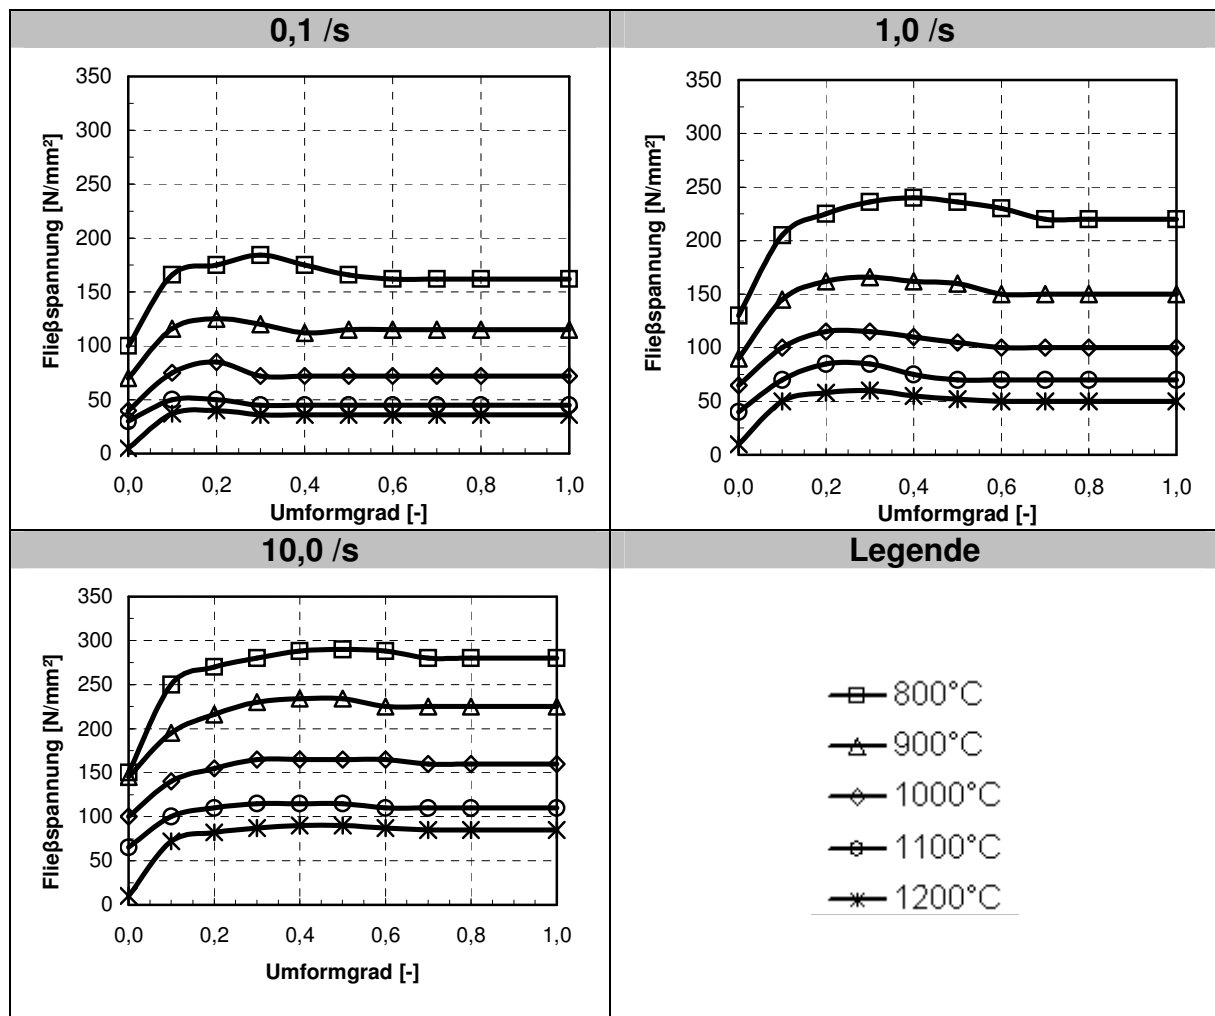 0,1 /s
350
300
250
200
150
100
50
0
Fließspannung [N/mm²]
0,0 0,2 0,4 0,6 0,8 1,0
Umformgrad [-]
1,0 /s
350
300
250
200
150
100
50
0
Fließspannung [N/mm²]
0,0 0,2 0,4 0,6 0,8 1,0
Umformgrad [-]
10,0 /s
350
300
250
200
150
100
50
0
Fließspannung [N/mm²]
0,0 0,2 0,4 0,6 0,8 1,0
Umformgrad [-]
Legende
800°C
900°C
1000°C
1100°C
1200°C